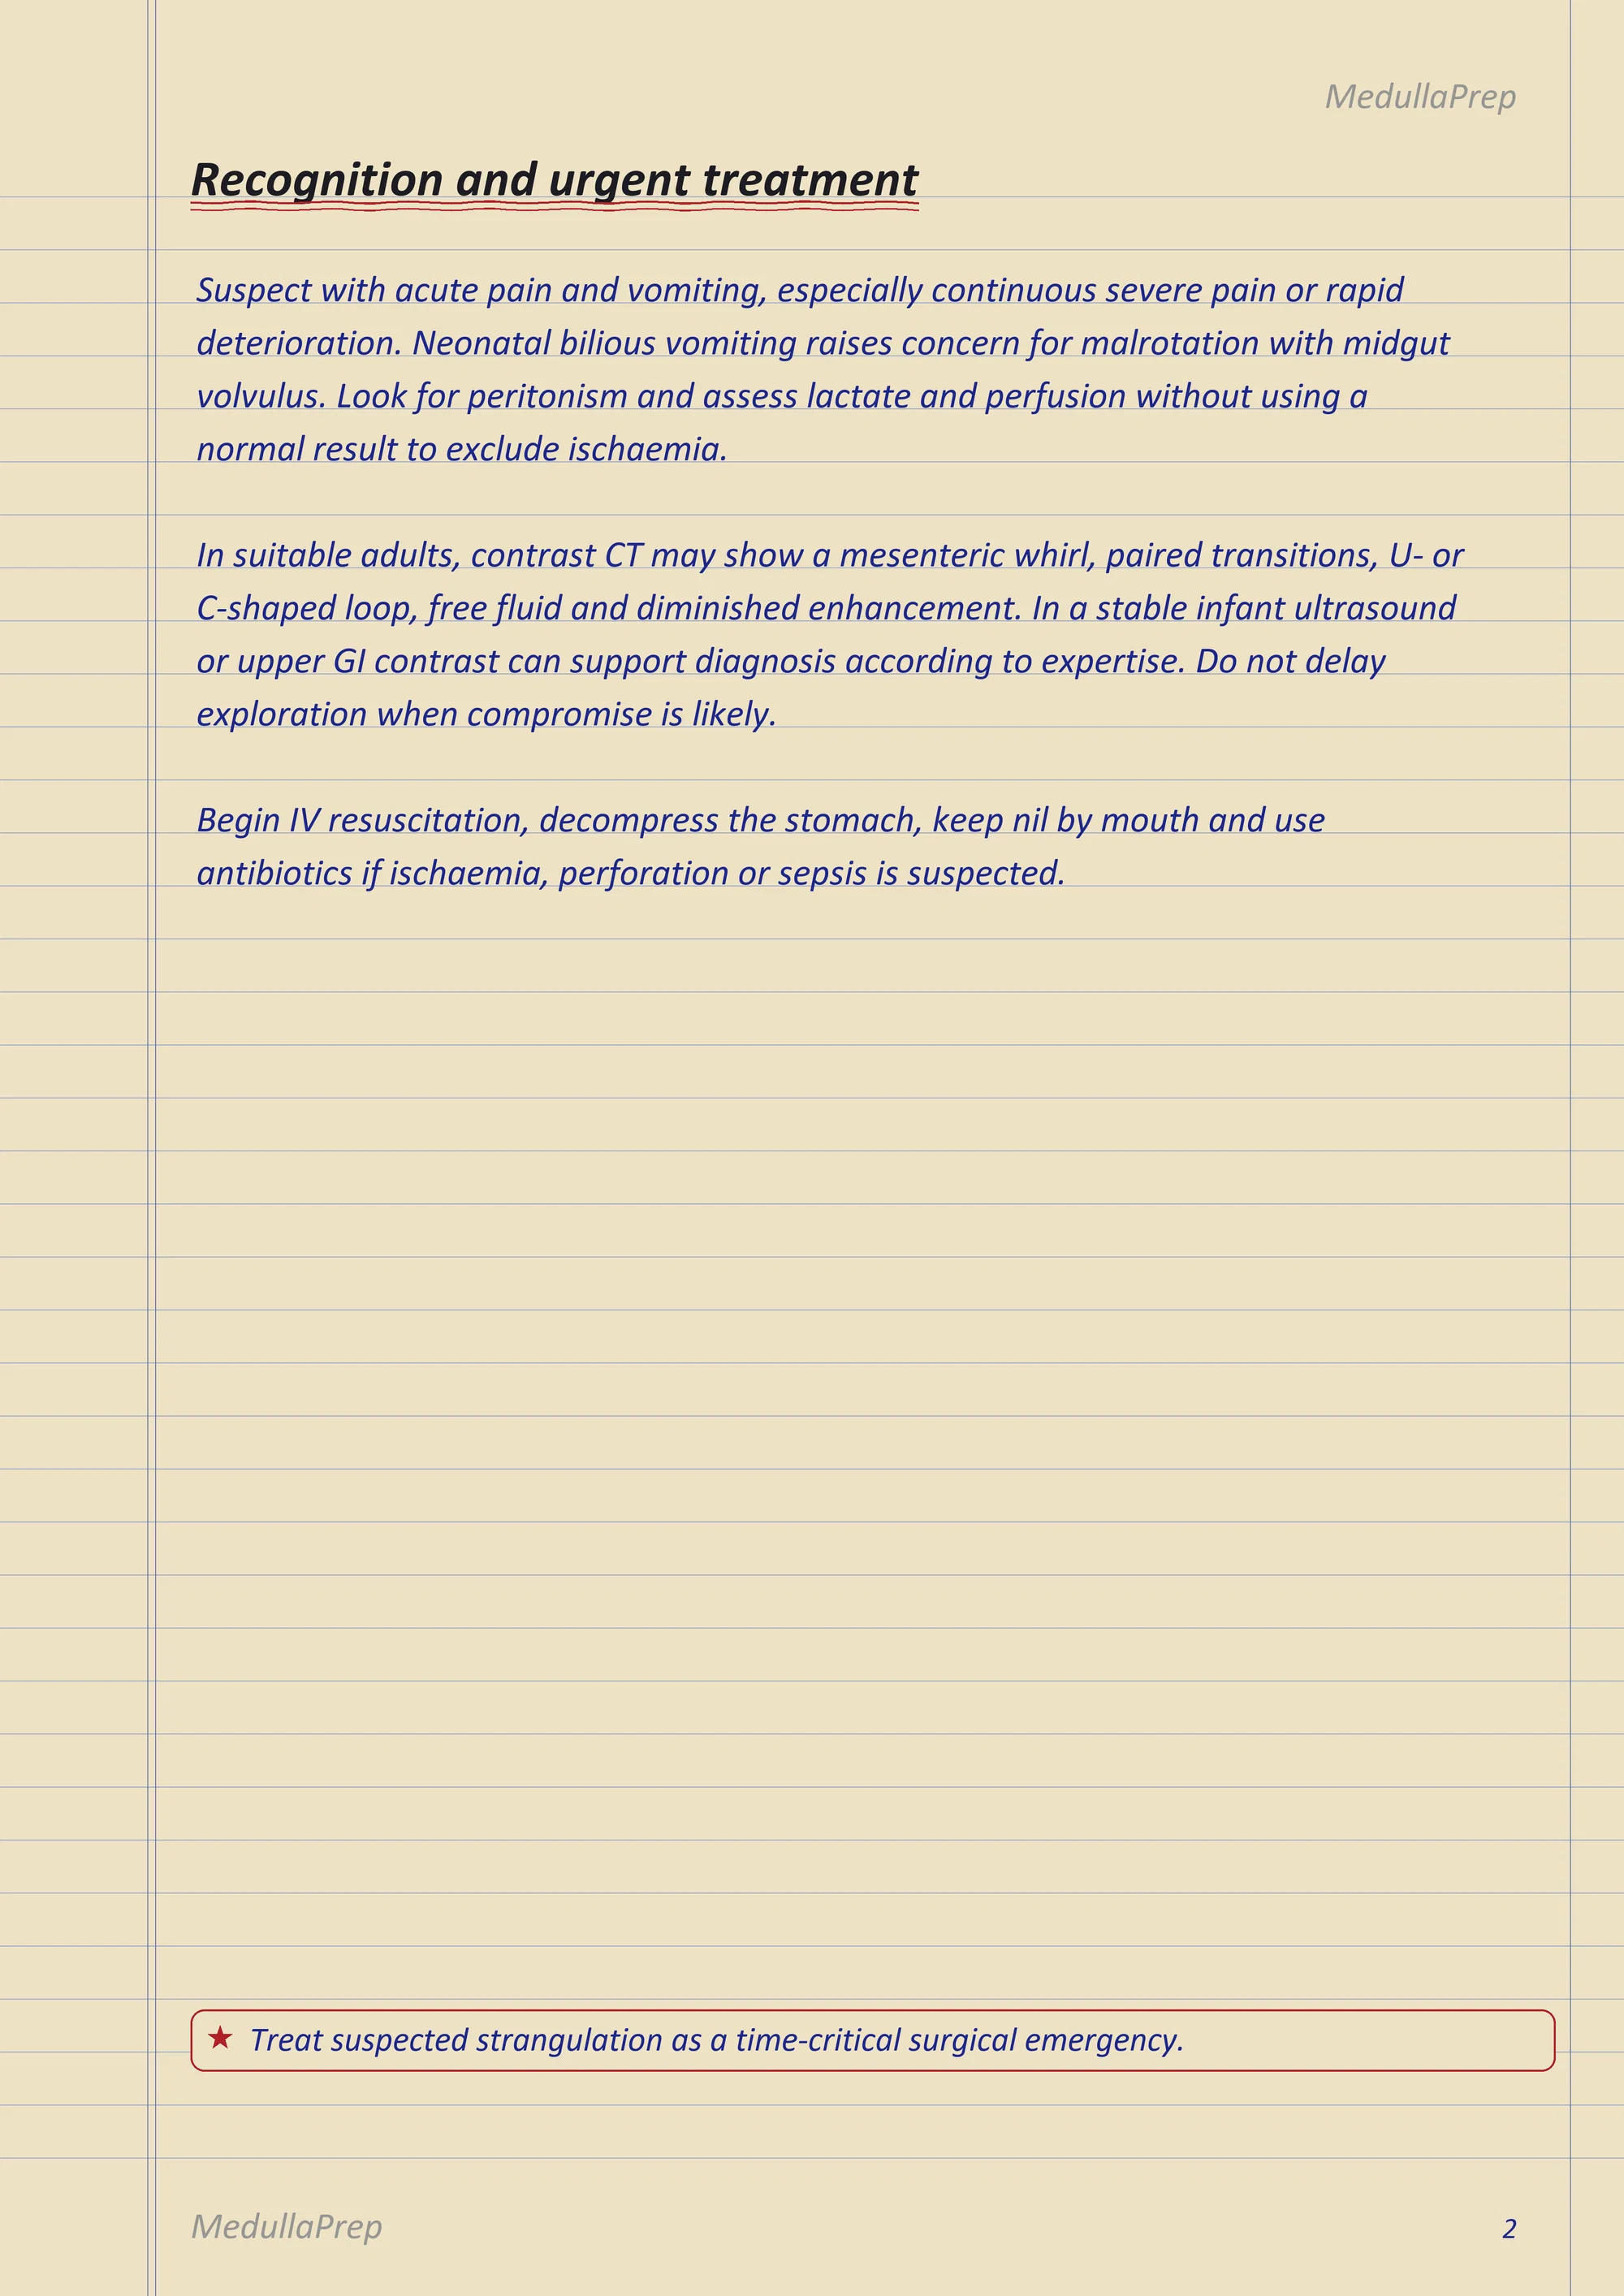 MedullaPrep
Recognition and urgent treatment
Suspect with acute pain and vomiting, especially continuous severe pain or rapid
deterioration. Neonatal bilious vomiting raises concern for malrotation with midgut
volvulus. Look for peritonism and assess lactate and perfusion without using a
normal result to exclude ischaemia.
In suitable adults, contrast CT may show a mesenteric whirl, paired transitions, U- or
C-shaped loop, free fluid and diminished enhancement. In a stable infant ultrasound
or upper GI contrast can support diagnosis according to expertise. Do not delay
exploration when compromise is likely.
Begin IV resuscitation, decompress the stomach, keep nil by mouth and use
antibiotics if ischaemia, perforation or sepsis is suspected.
★ Treat suspected strangulation as a time-critical surgical emergency.
MedullaPrep
2